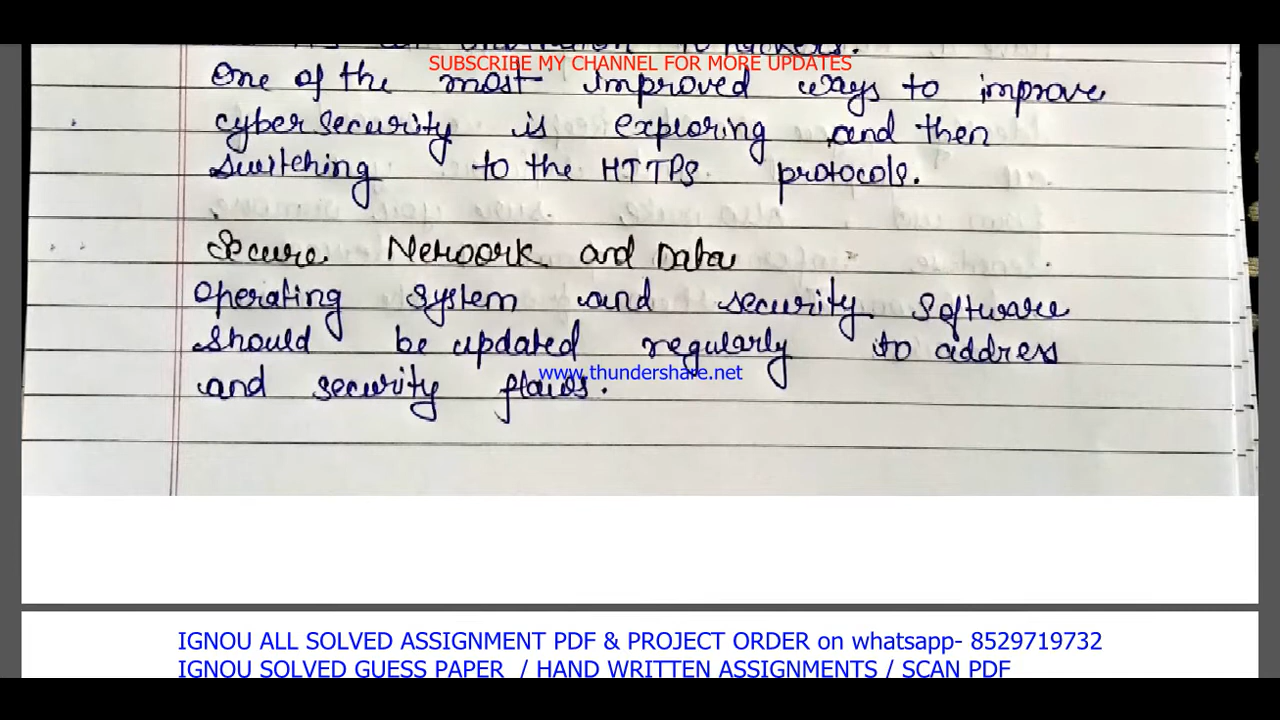 to hackers.
SUBSCRIBE MY CHANNEL FOR MORE UPDATES
One of the most improved ways to improve
cyber security is exploring and then
switching to the HTTPS protocols.
Secure Nework and Data
Operating system and security software
should be updated regularly to address
www.thundershare.net
and security flaws.
IGNOU ALL SOLVED ASSIGNMENT PDF & PROJECT ORDER on whatsapp- 8529719732
IGNOU SOLVED GUESS PAPER / HAND WRITTEN ASSIGNMENTS / SCAN PDF